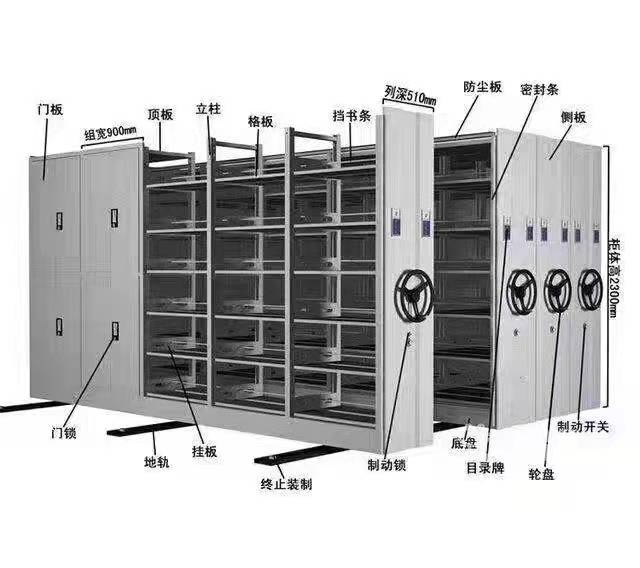 列深510mm
防尘板
密封条
门板
组宽900mm
顶板
立柱
格板
挡书条
侧板
柜体高2300mm
门锁
地轨
挂板
终止装制
制动锁
底盘
目录牌
轮盘
制动开关